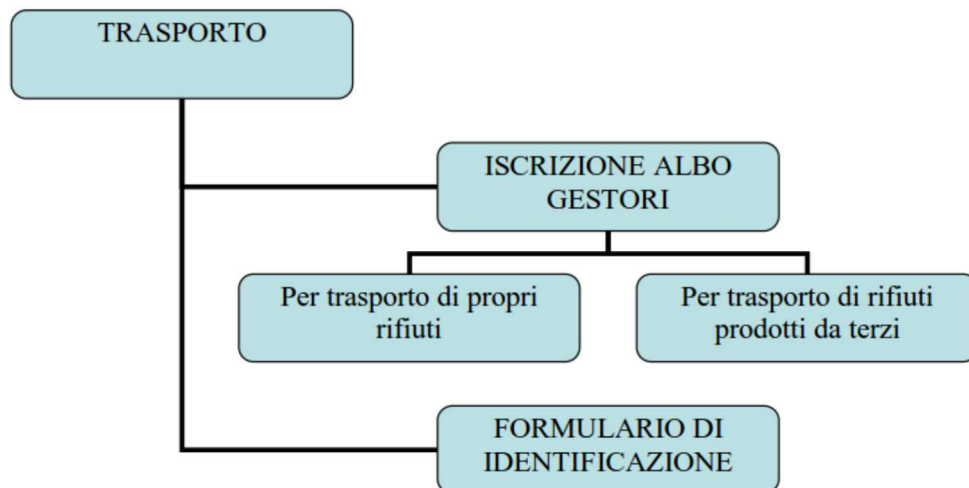 TRASPORTO
ISCRIZIONE ALBO
GESTORI
Per trasporto di propri
rifiuti
Per trasporto di rifiuti
prodotti da terzi
FORMULARIO DI
IDENTIFICAZIONE